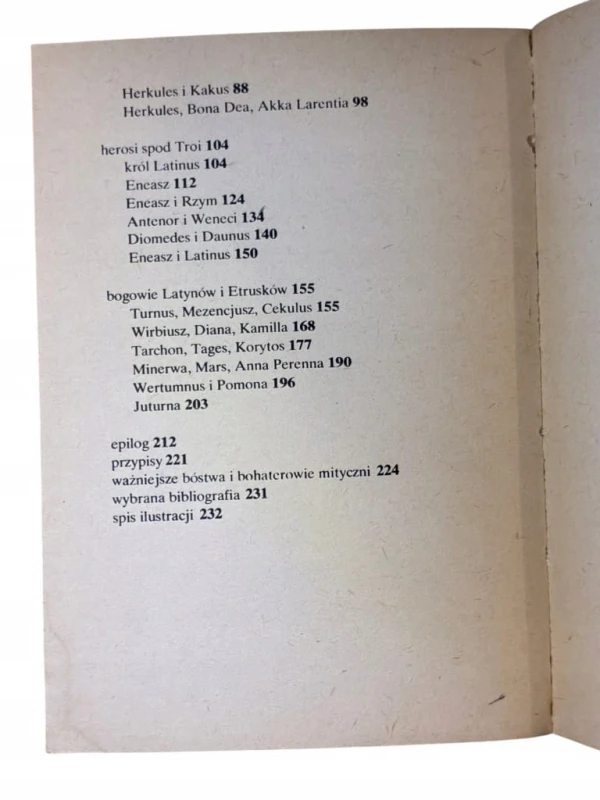 Herkules i Kakus 88
Herkules, Bona Dea, Akka Larentia 98
herosi spod Troi 104
król Latinus 104
Eneasz 112
Eneasz i Rzym 124
Antenor i Weneci 134
Diomedes i Daunus 140
Eneasz i Latinus 150
bogowie Latynów i Etrusków 155
Turnus, Mezencjusz, Cekulus 155
Wirbiusz, Diana, Kamilla 168
Tarchon, Tages, Korytos 177
Minerwa, Mars, Anna Perenna 190
Wertumnus i Pomona 196
Juturna 203
epilog 212
przypisy 221
ważniejsze bóstwa i bohaterowie mityczni 224
wybrana bibliografia 231
spis ilustracji 232